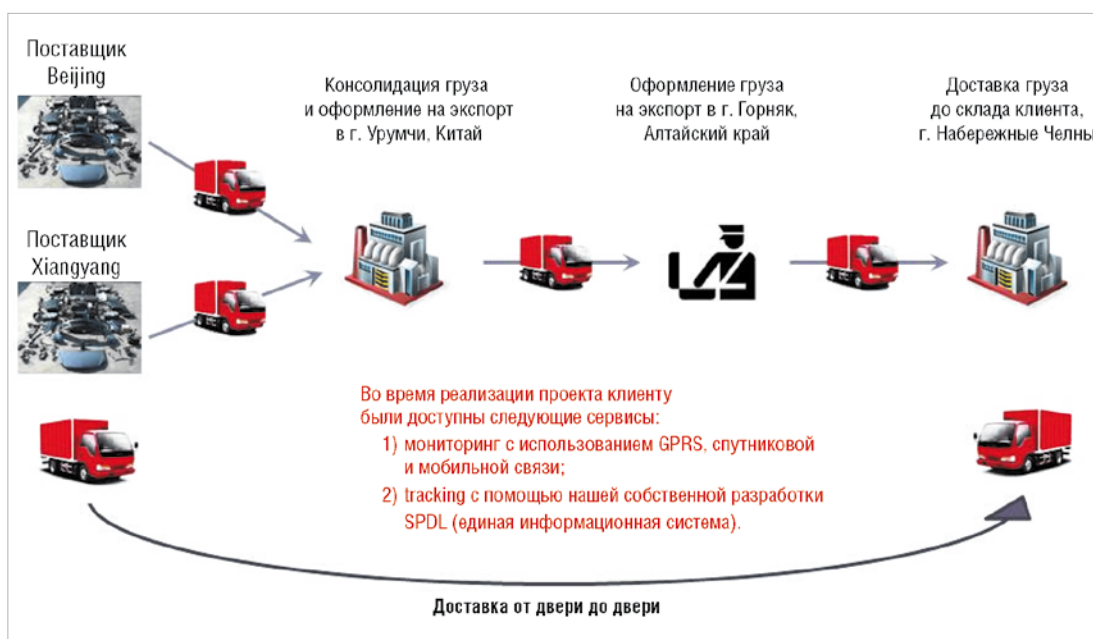 Поставщик
Beijing
Консолидация груза
и оформление на экспорт
в г. Урумчи, Китай
Оформление груза
на экспорт в г. Горняк,
Алтайский край
Доставка груза
до склада клиента,
г. Набережные Челны
Поставщик
Xiangyang
Во время реализации проекта клиенту
были доступны следующие сервисы:
1) мониторинг с использованием GPRS, спутниковой
и мобильной связи;
2) tracking с помощью нашей собственной разработки
SPDL (единая информационная система).
Доставка от двери до двери